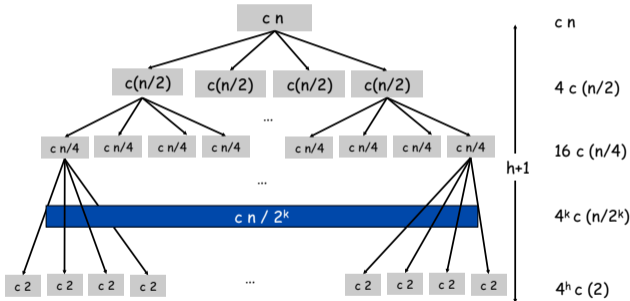 c n c n
c(n/2) c(n/2) c(n/2) c(n/2) 4 c (n/2)
...
c n/4 c n/4 c n/4 c n/4 c n/4 c n/4 c n/4 c n/4 16 c (n/4)
h+1
...
c n / 2ᵏ 4ᵏ c (n/2ᵏ)
c 2 c 2 c 2 c 2 ... c 2 c 2 c 2 c 2 4ʰ c (2)